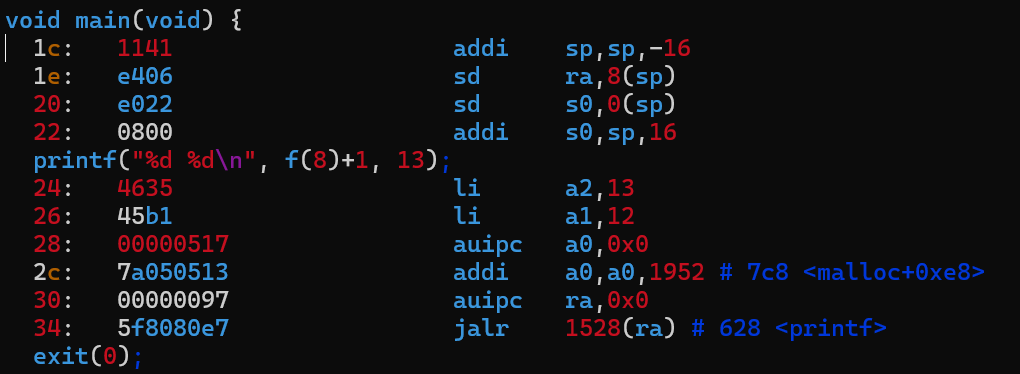 void main(void) {
  1c:   1141                    addi    sp,sp,-16
  1e:   e406                    sd      ra,8(sp)
  20:   e022                    sd      s0,0(sp)
  22:   0800                    addi    s0,sp,16
  printf("%d %d\n", f(8)+1, 13);
  24:   4635                    li      a2,13
  26:   45b1                    li      a1,12
  28:   00000517                auipc   a0,0x0
  2c:   7a050513                addi    a0,a0,1952 # 7c8 <malloc+0xe8>
  30:   00000097                auipc   ra,0x0
  34:   5f8080e7                jalr    1528(ra) # 628 <printf>
  exit(0);